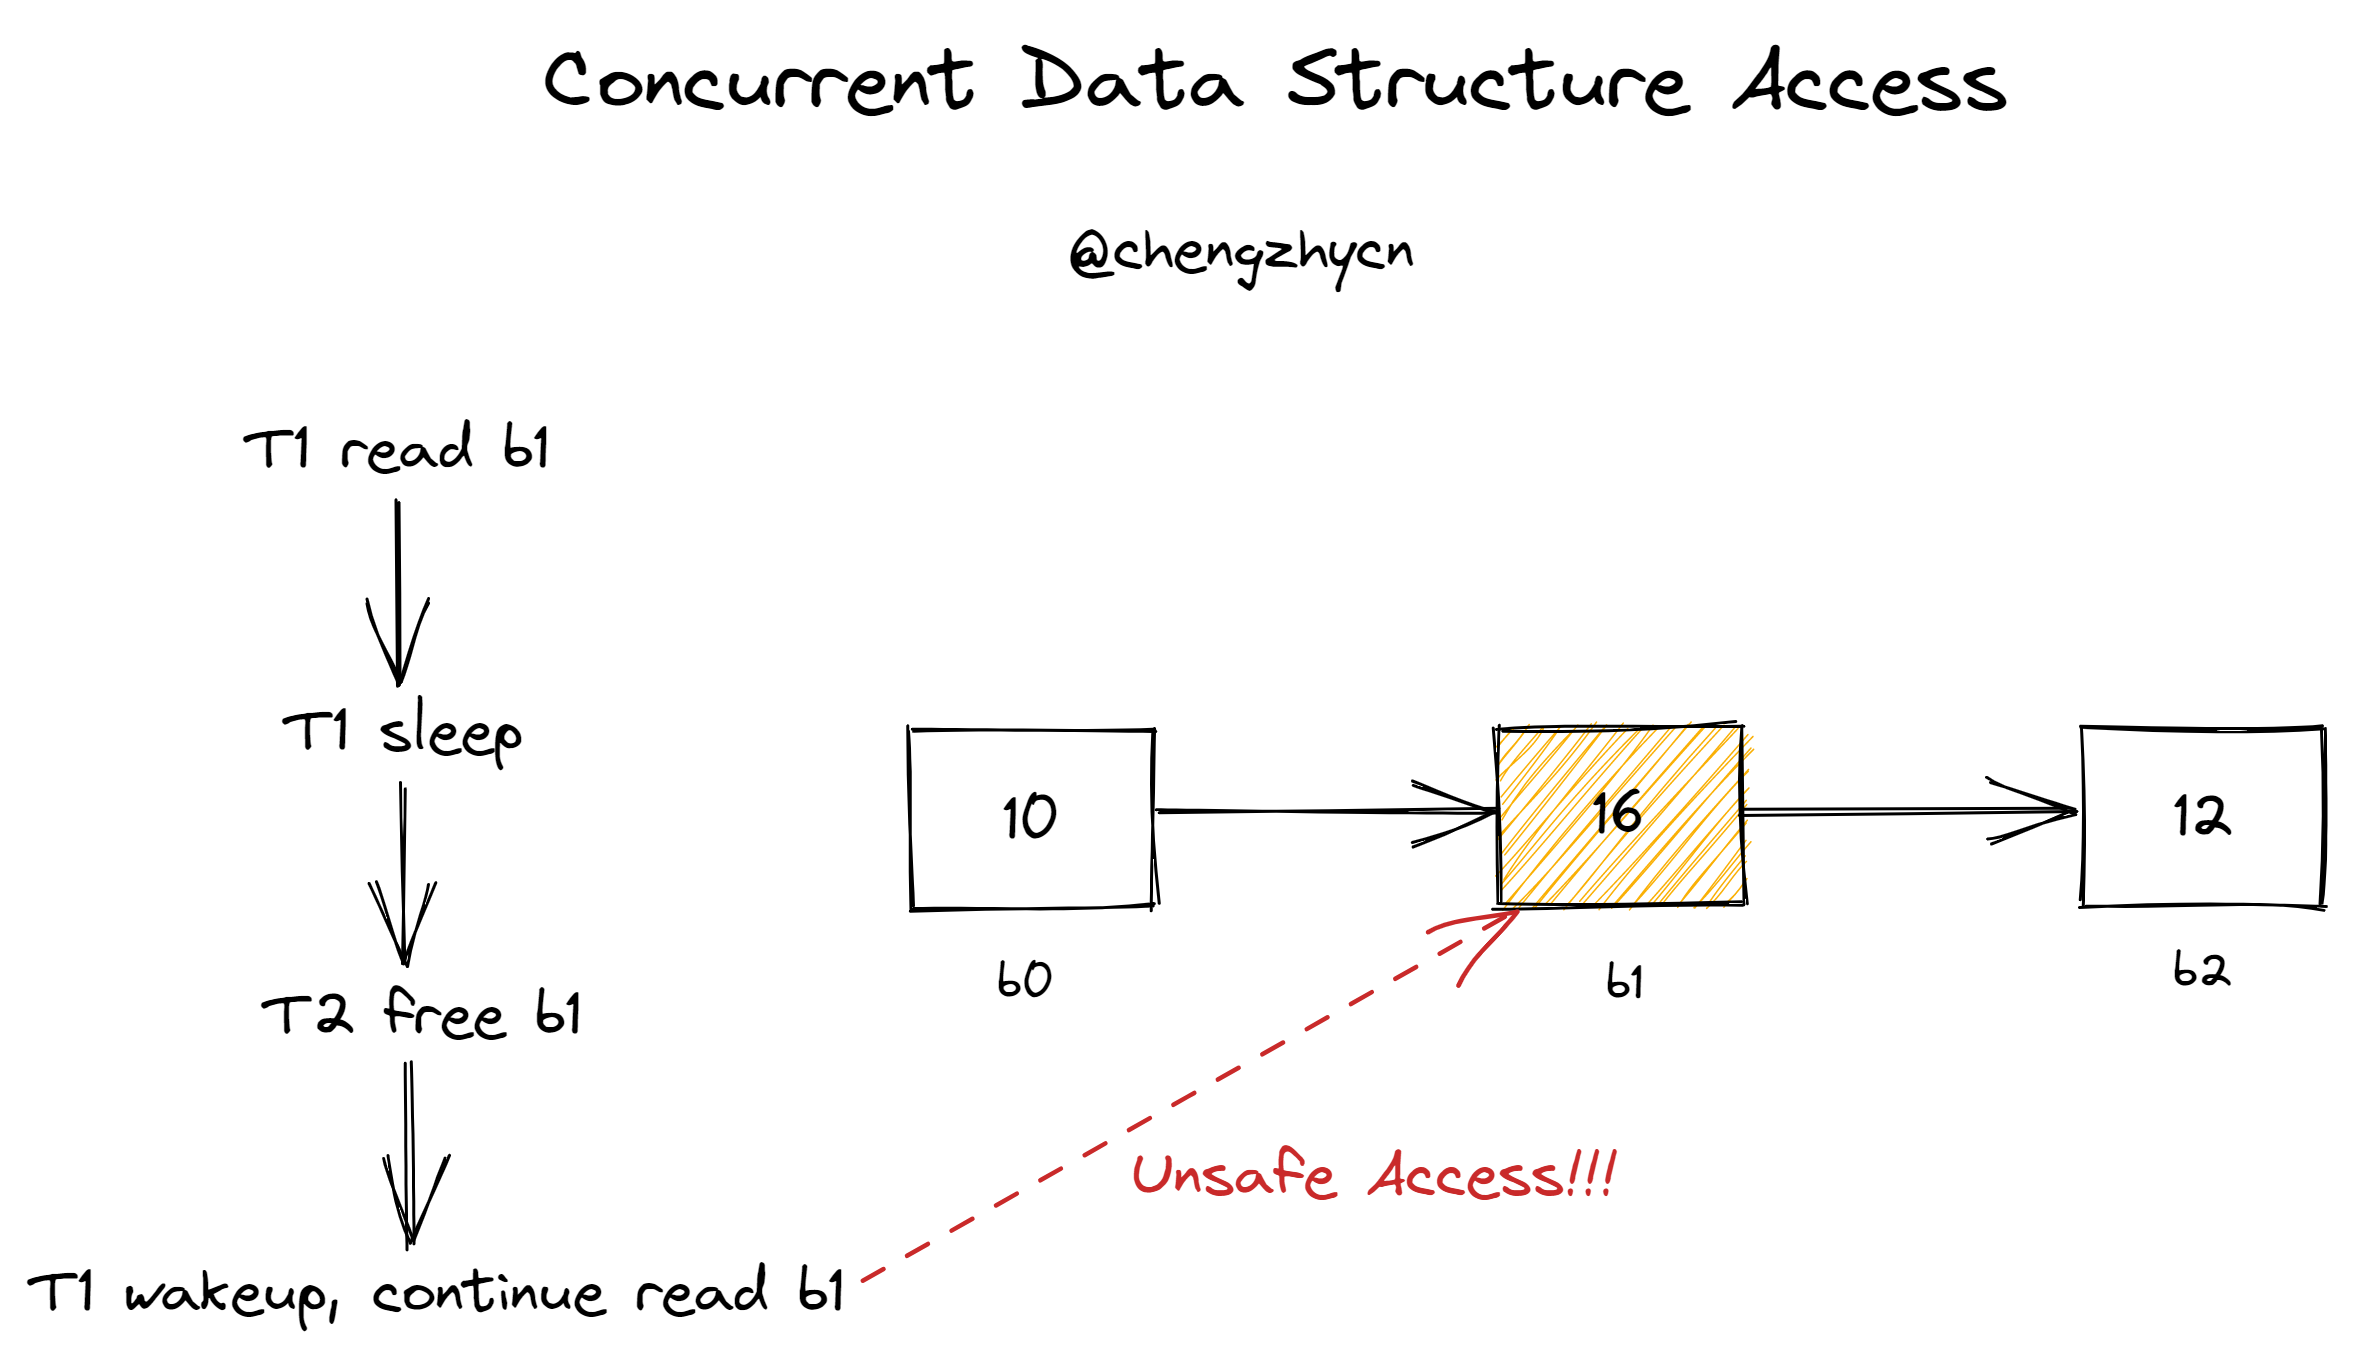 Concurrent Data Structure Access
@chengzhycn
T1 read b1
T1 sleep
T2 free b1
T1 wakeup, continue read b1
10
16
12
b0
b1
b2
Unsafe Access!!!